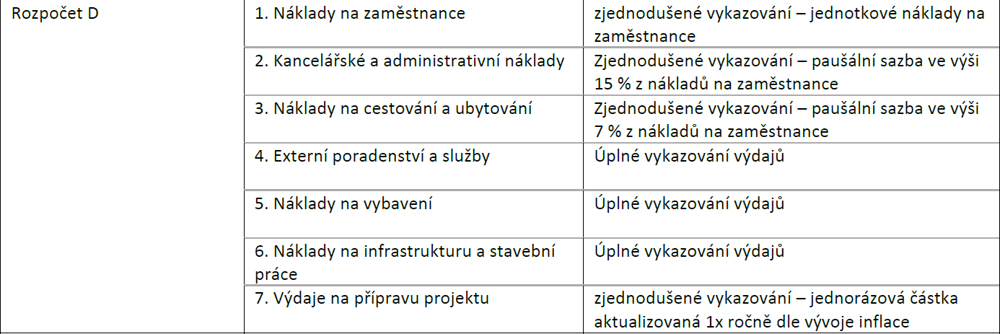 Rozpočet D
1. Náklady na zaměstnance
zjednodušené vykazování – jednotkové náklady na
zaměstnance
2. Kancelářské a administrativní náklady
Zjednodušené vykazování – paušální sazba ve výši
15 % z nákladů na zaměstnance
3. Náklady na cestování a ubytování
Zjednodušené vykazování – paušální sazba ve výši
7 % z nákladů na zaměstnance
4. Externí poradenství a služby
Úplné vykazování výdajů
5. Náklady na vybavení
Úplné vykazování výdajů
6. Náklady na infrastrukturu a stavební
práce
Úplné vykazování výdajů
7. Výdaje na přípravu projektu
zjednodušené vykazování – jednorázová částka
aktualizovaná 1x ročně dle vývoje inflace